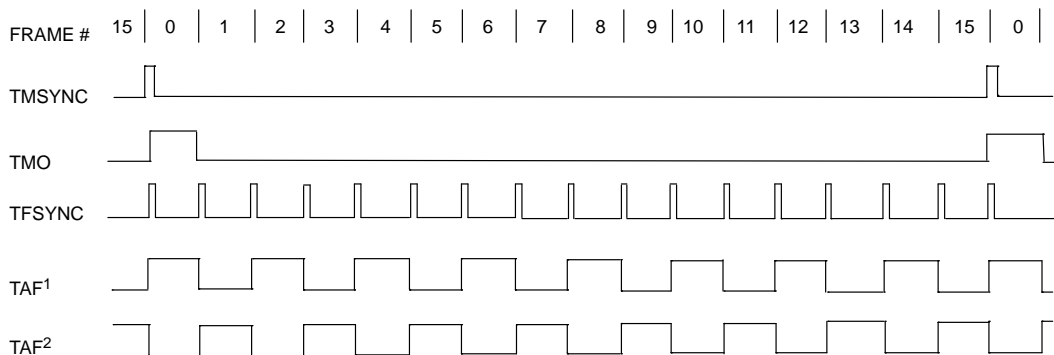 FRAME # 15 0 1 2 3 4 5 6 7 8 9 10 11 12 13 14 15 0
TMSYNC
TMO
TFSYNC
TAF1
TAF2